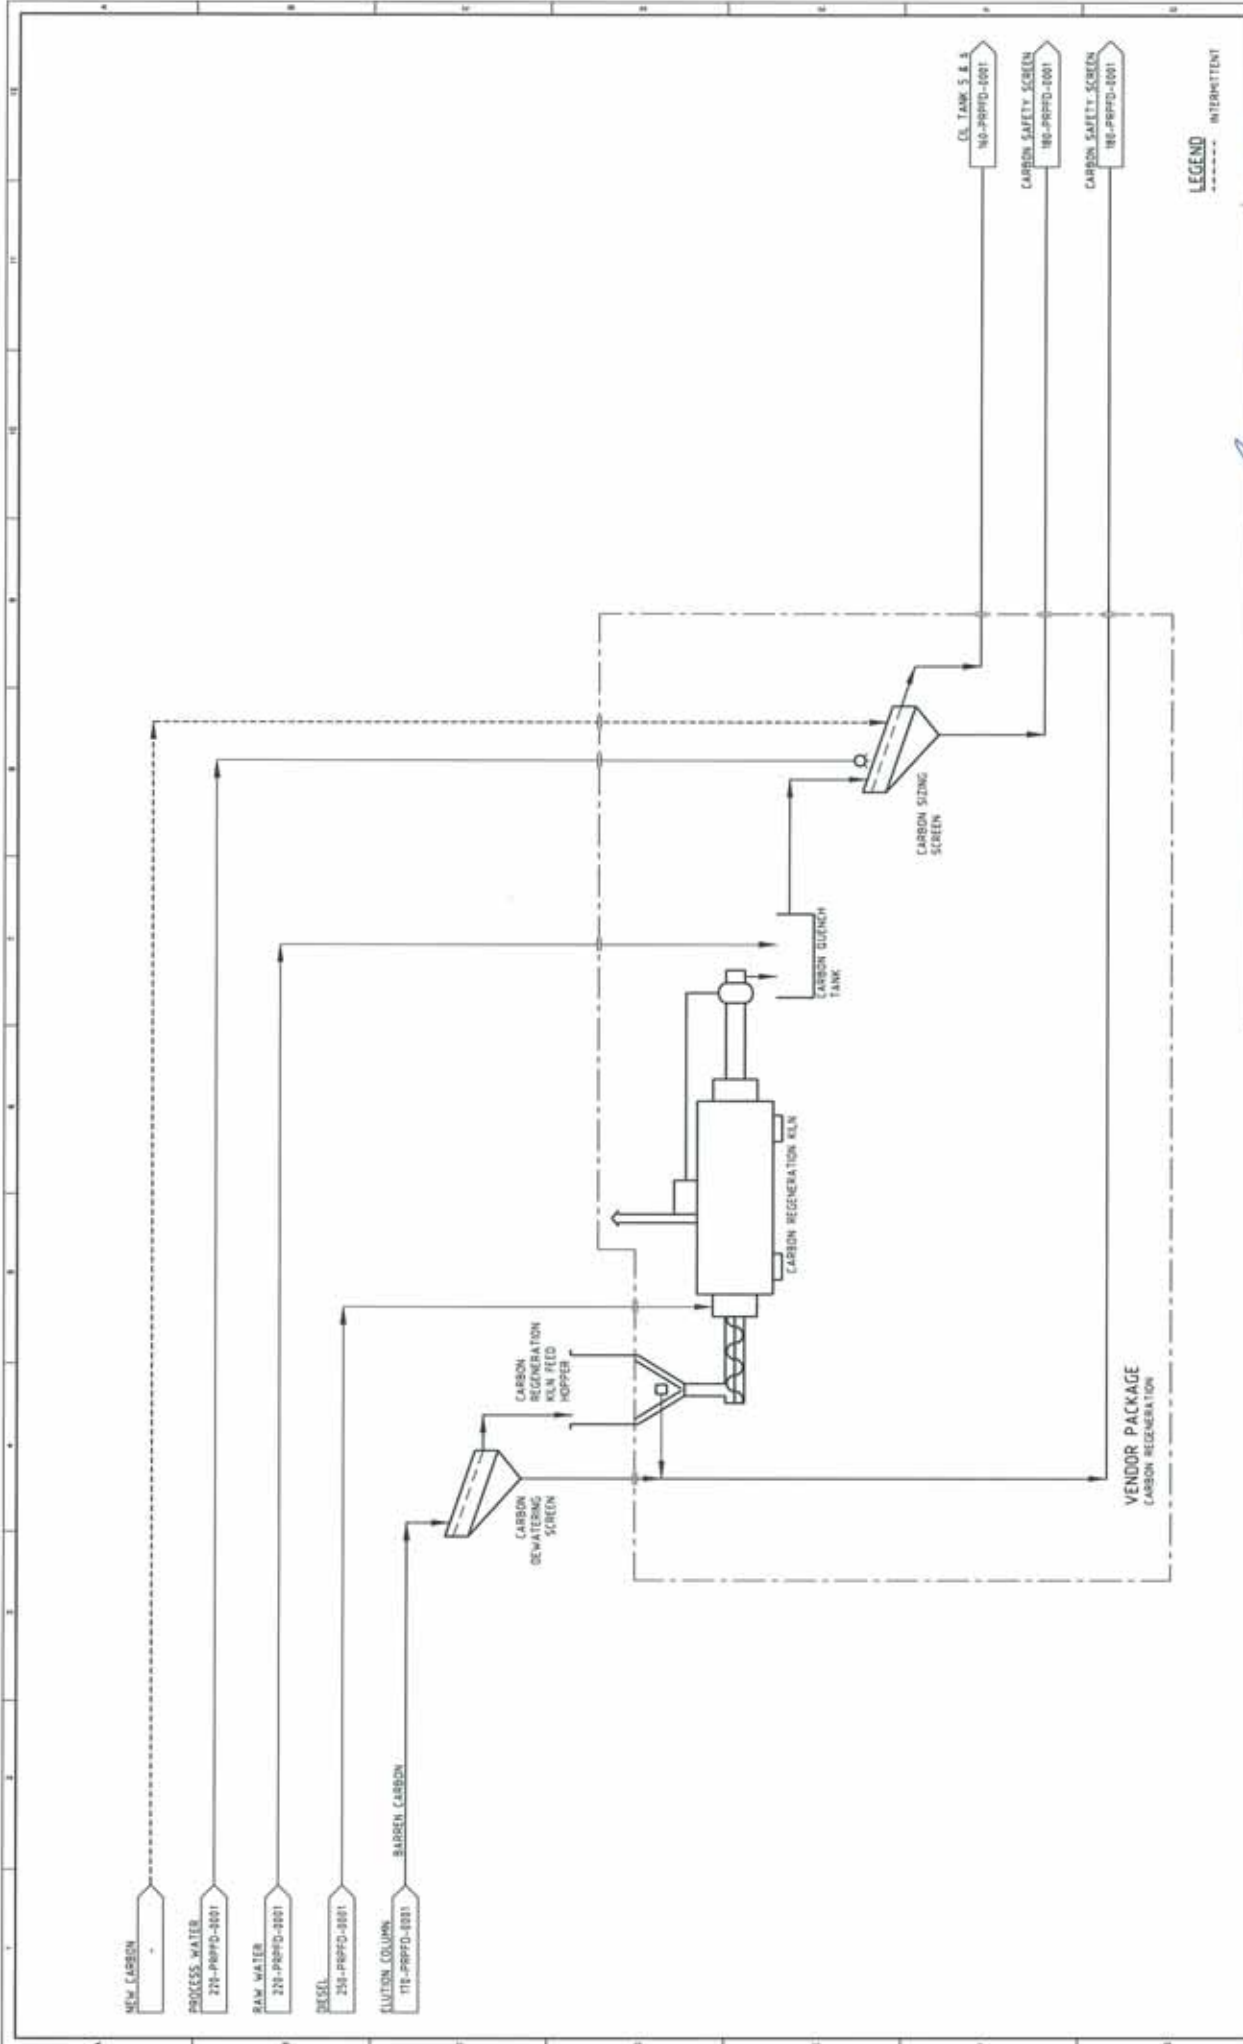 NEW CARBON
-
PROCESS WATER
220-PRPFD-0001
RAW WATER
220-PRPFD-0001
DIESEL
250-PRPFD-0001
ELUTION COLUMN
170-PRPFD-0001
BARREN CARBON
CARBON
DEWATERING
SCREEN
CARBON
REGENERATION
KILN FEED
HOPPER
CARBON REGENERATION KILN
CARBON QUENCH
TANK
CARBON SIZING
SCREEN
VENDOR PACKAGE
CARBON REGENERATION
CIL TANK 5 &
160-PRPFD-0001
CARBON SAFETY SCREEN
180-PRPFD-0001
CARBON SAFETY SCREEN
180-PRPFD-0001
LEGEND
INTERMITTENT